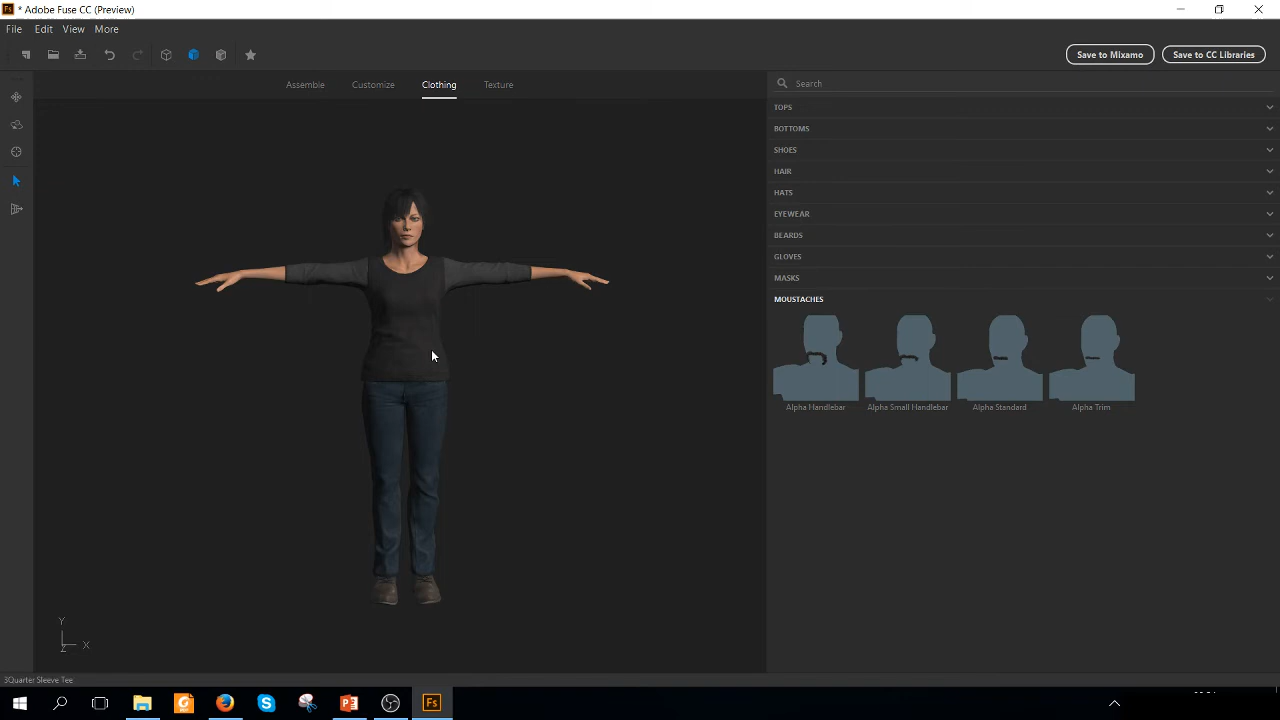 * Adobe Fuse CC (Preview)
File Edit View More
Save to Mixamo Save to CC Libraries
Assemble Customize Clothing Texture
Search
TOPS
BOTTOMS
SHOES
HAIR
HATS
EYEWEAR
BEARDS
GLOVES
MASKS
MOUSTACHES
Alpha Handlebar Alpha Small Handlebar Alpha Standard Alpha Trim
Y
X
Z
3Quarter Sleeve Tee
Fs